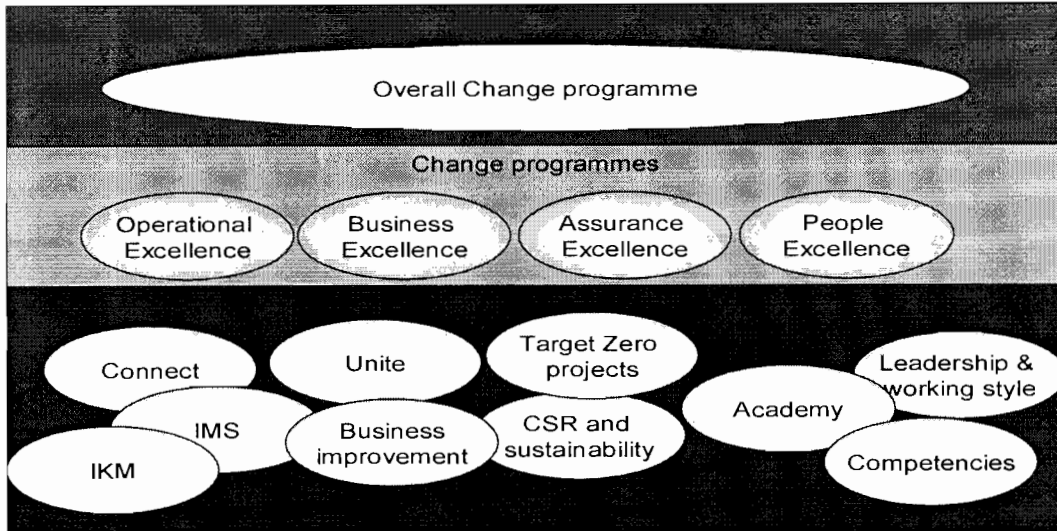 Overall Change programme
Change programmes
Operational
Excellence
Business
Excellence
Assurance
Excellence
People
Excellence
Connect
IMS
IKM
Unite
Business
improvement
Target Zero
projects
CSR and
sustainability
Academy
Leadership &
working style
Competencies